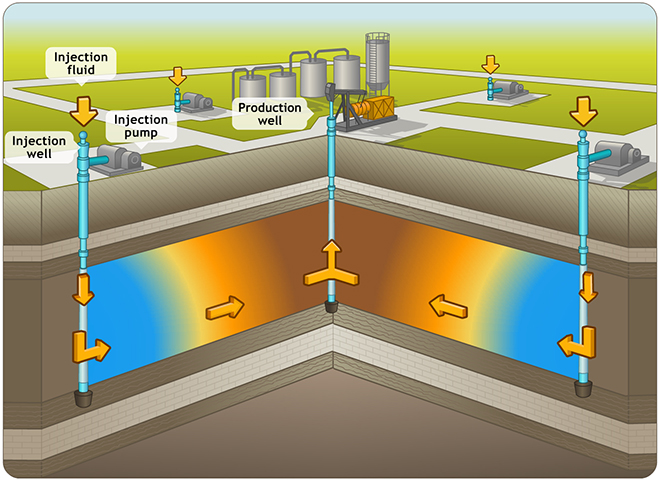 Injection
fluid
Injection
pump
Production
well
Injection
well